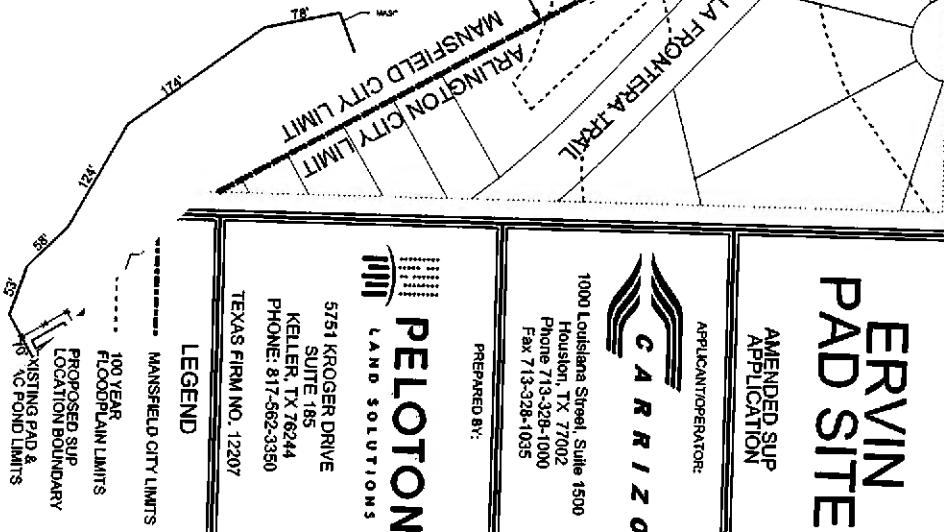 ERVIN
PAD SITE
AMENDED SUP
APPLICATION
APPLICANT/OPERATOR:
CARRIZO
1000 Louisiana Street, Suite 1500
Houston, TX 77002
Phone 713-328-1000
Fax 713-328-1035
PREPARED BY:
PELOTON
LAND SOLUTIONS
5751 KROGER DRIVE
SUITE 185
KELLER, TX 76244
PHONE: 817-562-3350
TEXAS FIRM NO. 12207
LEGEND
MANSFIELD CITY LIMITS
100 YEAR
FLOODPLAIN LIMITS
PROPOSED SUP
LOCATION BOUNDARY
XISTING PAD &
POND LIMITS
LA FRONTERA TRAIL
ARLINGTON CITY LIMIT
MANSFIELD CITY LIMIT
78'
174'
124'
58'
53'